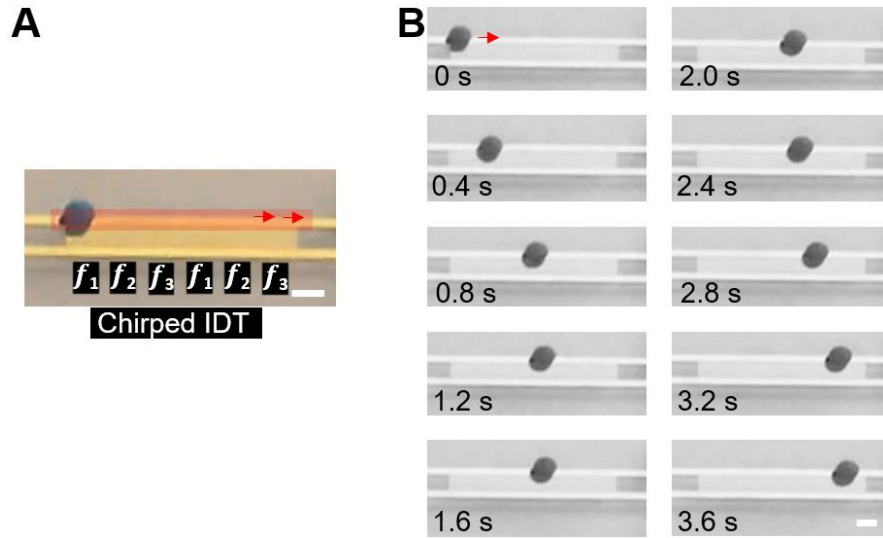 A
f1 f2 f3 f1 f2 f3
Chirped IDT
B
0 s
0.4 s
0.8 s
1.2 s
1.6 s
2.0 s
2.4 s
2.8 s
3.2 s
3.6 s